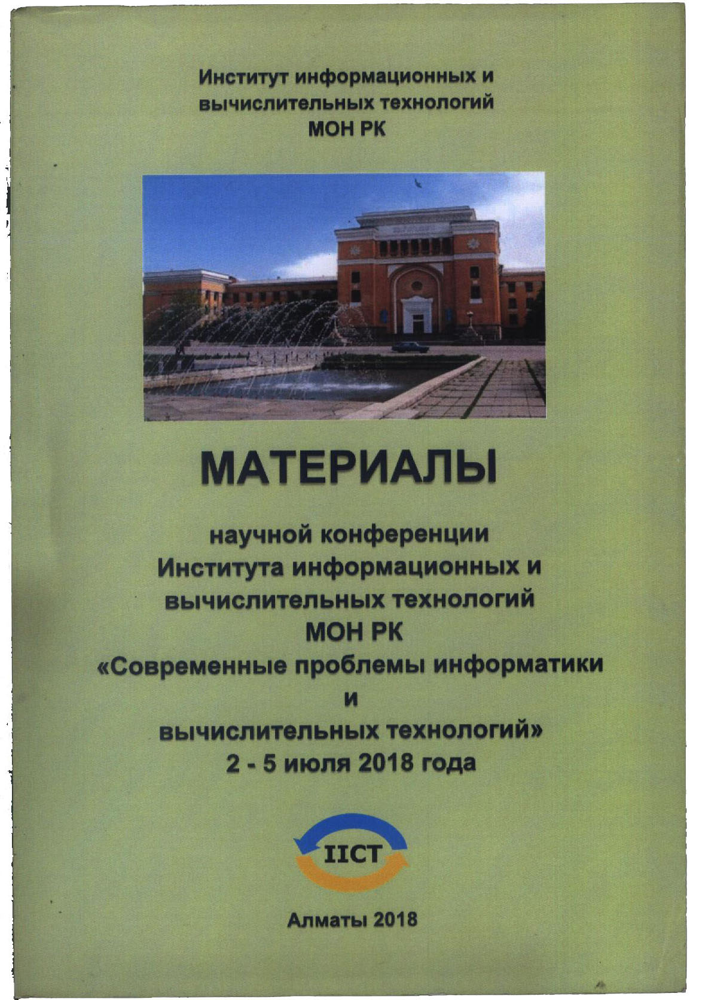 Институт информационных и
вычислительных технологий
МОН РК
МАТЕРИАЛЫ
научной конференции
Института информационных и
вычислительных технологий
МОН РК
«Современные проблемы информатики
и
вычислительных технологий»
2 - 5 июля 2018 года
IICT
Алматы 2018